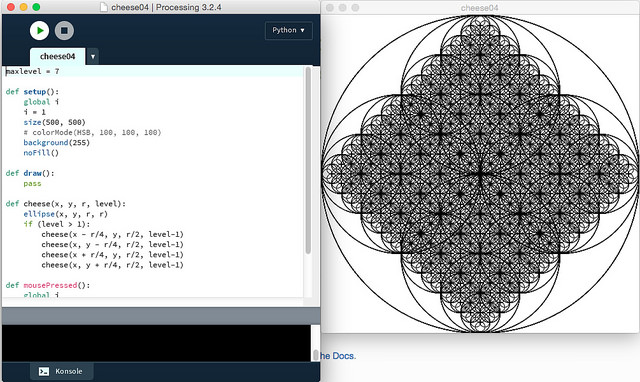 cheese04 | Processing 3.2.4
Python ▾
cheese04
maxlevel = 7
def setup():
    global i
    i = 1
    size(500, 500)
    # colorMode(HSB, 100, 100, 100)
    background(255)
    noFill()
def draw():
    pass
def cheese(x, y, r, level):
    ellipse(x, y, r, r)
    if (level > 1):
        cheese(x - r/4, y, r/2, level-1)
        cheese(x, y - r/4, r/2, level-1)
        cheese(x + r/4, y, r/2, level-1)
        cheese(x, y + r/4, r/2, level-1)
def mousePressed():
    global i
Konsole
cheese04
he Docs.